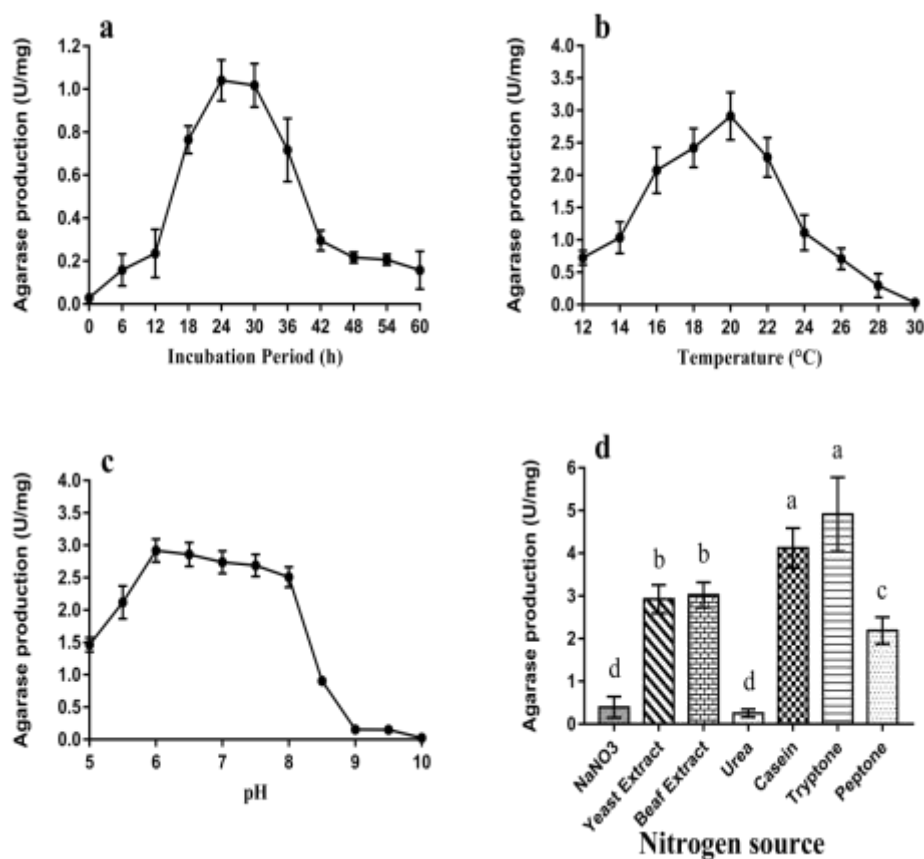 a
Agarase production (U/mg)
1.2
1.0
0.8
0.6
0.4
0.2
0.0
0 6 12 18 24 30 36 42 48 54 60
Incubation Period (h)
b
Agarase production (U/mg)
4.0
3.5
3.0
2.5
2.0
1.5
1.0
0.5
0.0
12 14 16 18 20 22 24 26 28 30
Temperature (°C)
c
Agarase production (U/mg)
4.0
3.5
3.0
2.5
2.0
1.5
1.0
0.5
0.0
5 6 7 8 9 10
pH
d
Agarase production (U/mg)
6
5
4
3
2
1
0
d b b d a a c
NaNO3
Yeast Extract
Beaf Extract
Urea
Casein
Tryptone
Peptone
Nitrogen source